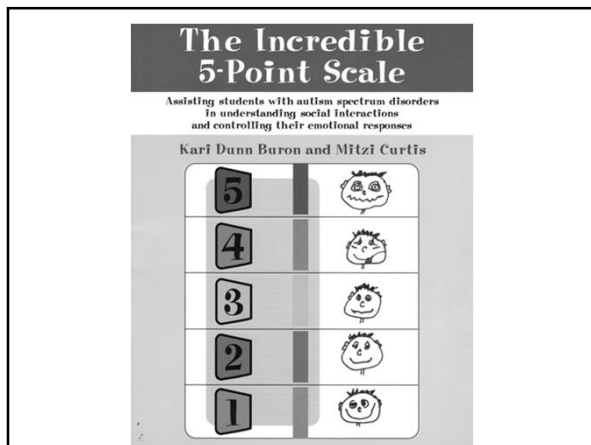 The Incredible
5-Point Scale
Assisting students with autism spectrum disorders
in understanding social interactions
and controlling their emotional responses
Kari Dunn Buron and Mitzi Curtis
5
4
3
2
1